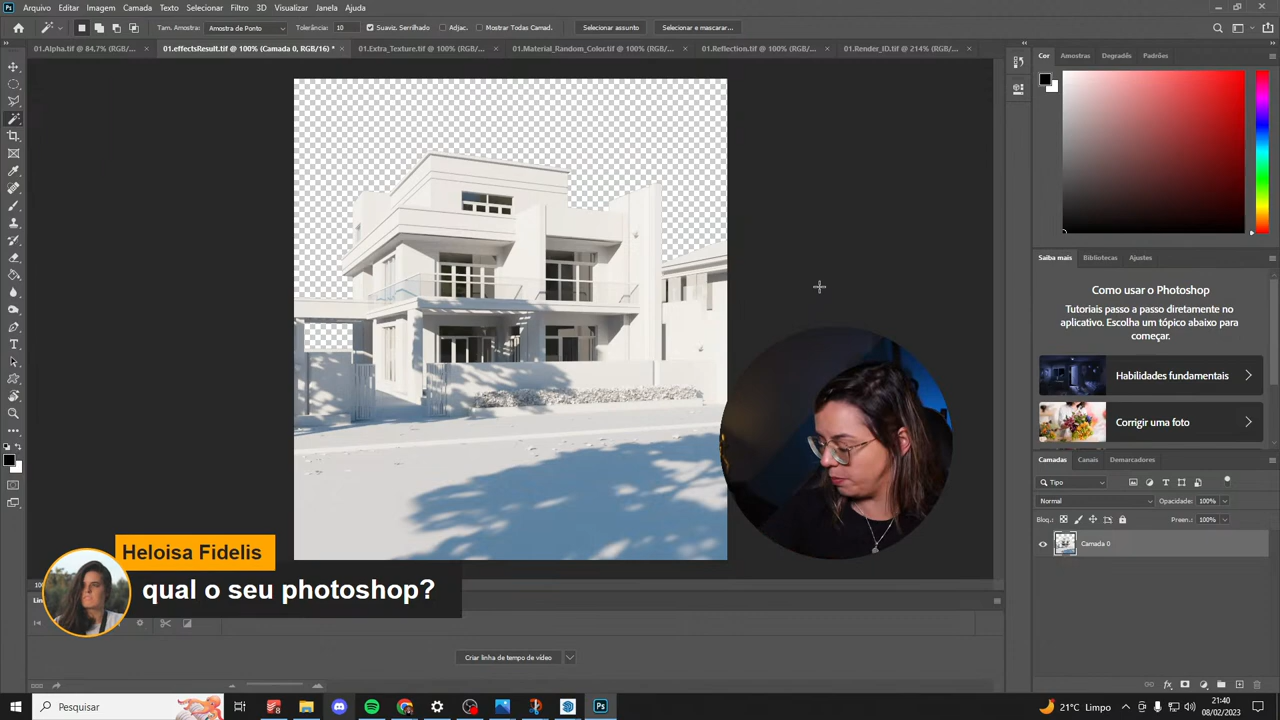 Ps Arquivo Editar Imagem Camada Texto Selecionar Filtro 3D Visualizar Janela Ajuda
Tam. Amostra: Amostra de Ponto Tolerância: 10 Suaviz. Serrilhado Adjac. Mostrar Todas Camad. Selecionar assunto Selecionar e mascarar...
01.Alpha.tif @ 84,7% (RGB/... 01.effectsResult.tif @ 100% (Camada 0, RGB/16) * 01.Extra_Texture.tif @ 100% (RGB/... 01.Material_Random_Color.tif @ 100% (RGB/... 01.Reflection.tif @ 100% (RGB/... 01.Render_ID.tif @ 214% (RGB/...
Cor Amostras Degradês Padrões
Saiba mais Bibliotecas Ajustes
Como usar o Photoshop
Tutoriais passo a passo diretamente no
aplicativo. Escolha um tópico abaixo para
começar.
Habilidades fundamentais
Corrigir uma foto
Camadas Canais Demarcadores
Tipo
Normal Opacidade: 100%
Bloq.: Preen.: 100%
Camada 0
Heloisa Fidelis
qual o seu photoshop?
Criar linha de tempo de vídeo
Pesquisar
Ps
21°C Limpo
21:40
08/02/2023